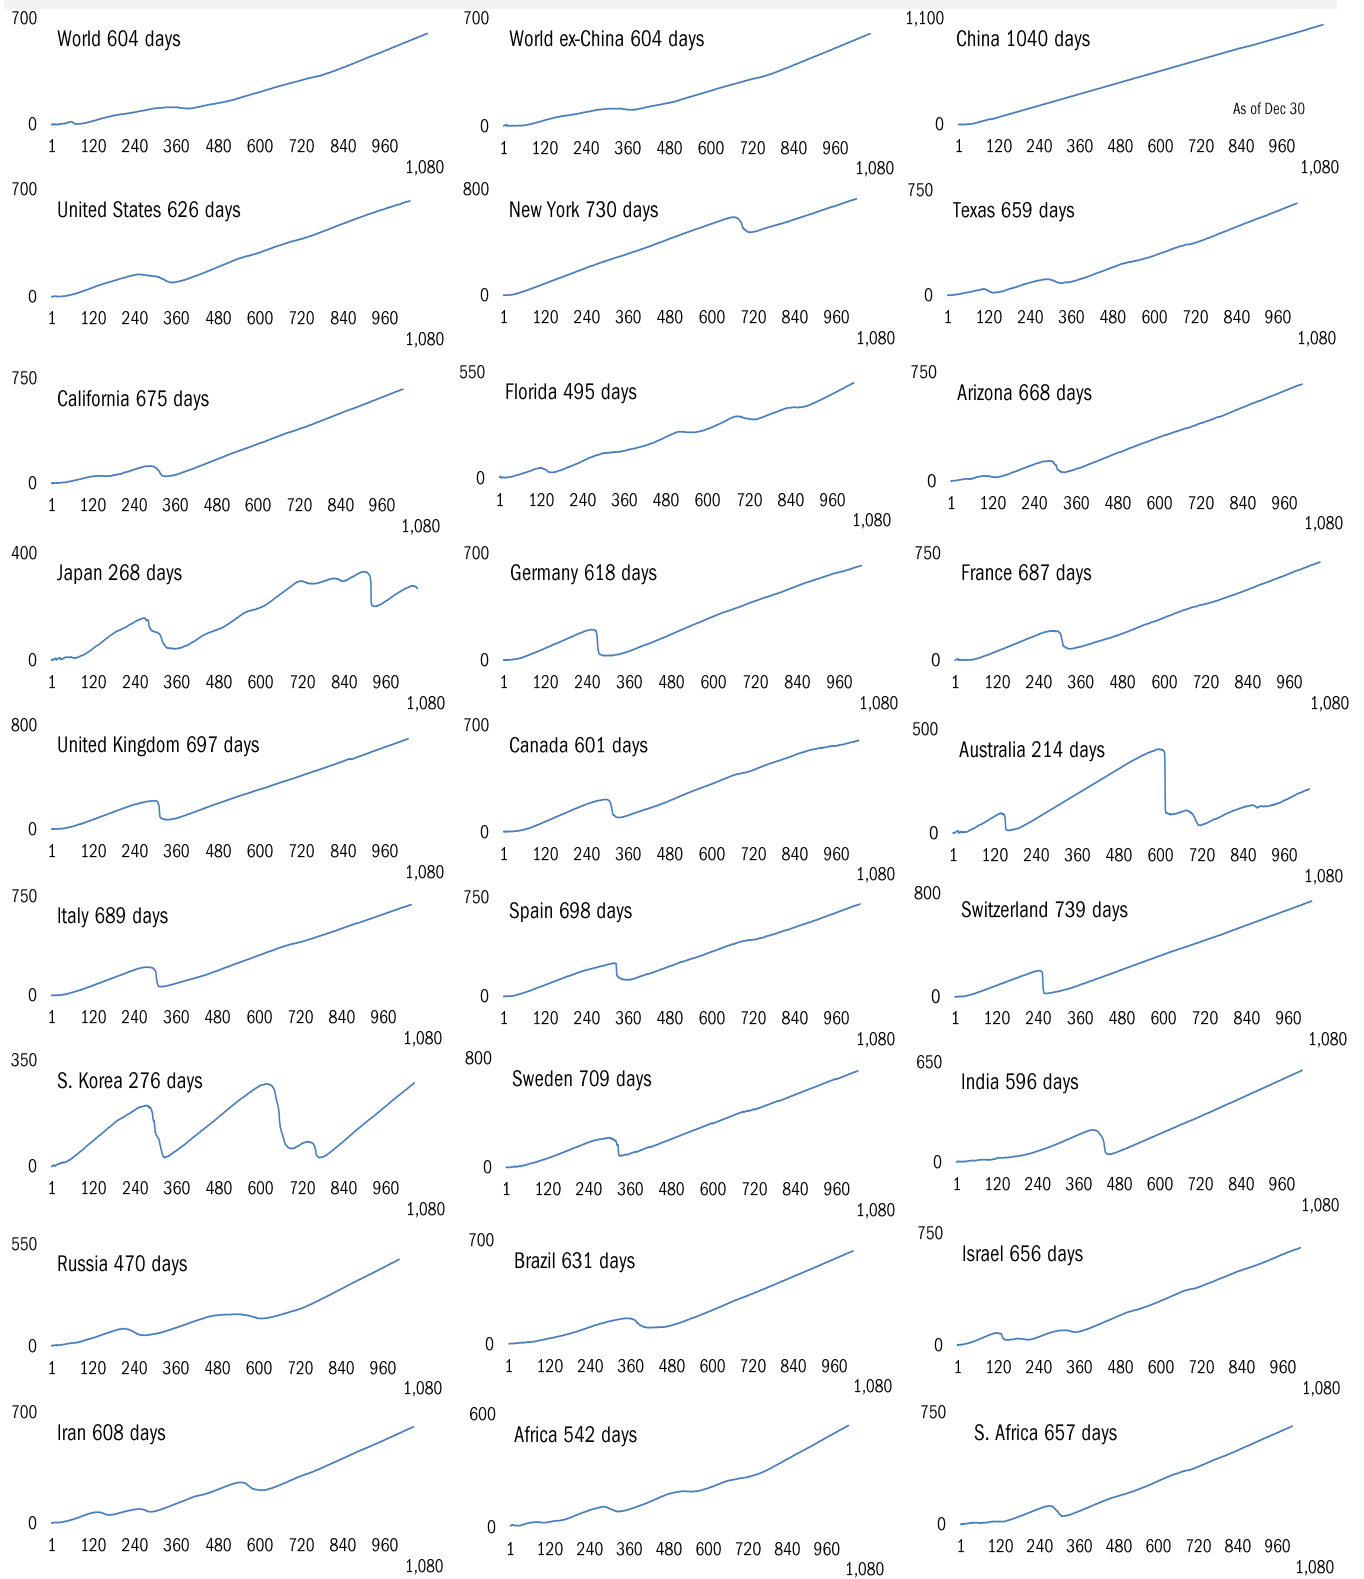 700
World 604 days
0
1 120 240 360 480 600 720 840 960
1,080
700
World ex-China 604 days
0
1 120 240 360 480 600 720 840 960
1,080
1,100
China 1040 days
As of Dec 30
0
1 120 240 360 480 600 720 840 960
1,080
700
United States 626 days
0
1 120 240 360 480 600 720 840 960
1,080
800
New York 730 days
0
1 120 240 360 480 600 720 840 960
1,080
750
Texas 659 days
0
1 120 240 360 480 600 720 840 960
1,080
750
California 675 days
0
1 120 240 360 480 600 720 840 960
1,080
550
Florida 495 days
0
1 120 240 360 480 600 720 840 960
1,080
750
Arizona 668 days
0
1 120 240 360 480 600 720 840 960
1,080
400
Japan 268 days
0
1 120 240 360 480 600 720 840 960
1,080
700
Germany 618 days
0
1 120 240 360 480 600 720 840 960
1,080
750
France 687 days
0
1 120 240 360 480 600 720 840 960
1,080
800
United Kingdom 697 days
0
1 120 240 360 480 600 720 840 960
1,080
700
Canada 601 days
0
1 120 240 360 480 600 720 840 960
1,080
500
Australia 214 days
0
1 120 240 360 480 600 720 840 960
1,080
750
Italy 689 days
0
1 120 240 360 480 600 720 840 960
1,080
750
Spain 698 days
0
1 120 240 360 480 600 720 840 960
1,080
800
Switzerland 739 days
0
1 120 240 360 480 600 720 840 960
1,080
350
S. Korea 276 days
0
1 120 240 360 480 600 720 840 960
1,080
800
Sweden 709 days
0
1 120 240 360 480 600 720 840 960
1,080
650
India 596 days
0
1 120 240 360 480 600 720 840 960
1,080
550
Russia 470 days
0
1 120 240 360 480 600 720 840 960
1,080
700
Brazil 631 days
0
1 120 240 360 480 600 720 840 960
1,080
750
Israel 656 days
0
1 120 240 360 480 600 720 840 960
1,080
700
Iran 608 days
0
1 120 240 360 480 600 720 840 960
1,080
600
Africa 542 days
0
1 120 240 360 480 600 720 840 960
1,080
750
S. Africa 657 days
0
1 120 240 360 480 600 720 840 960
1,080